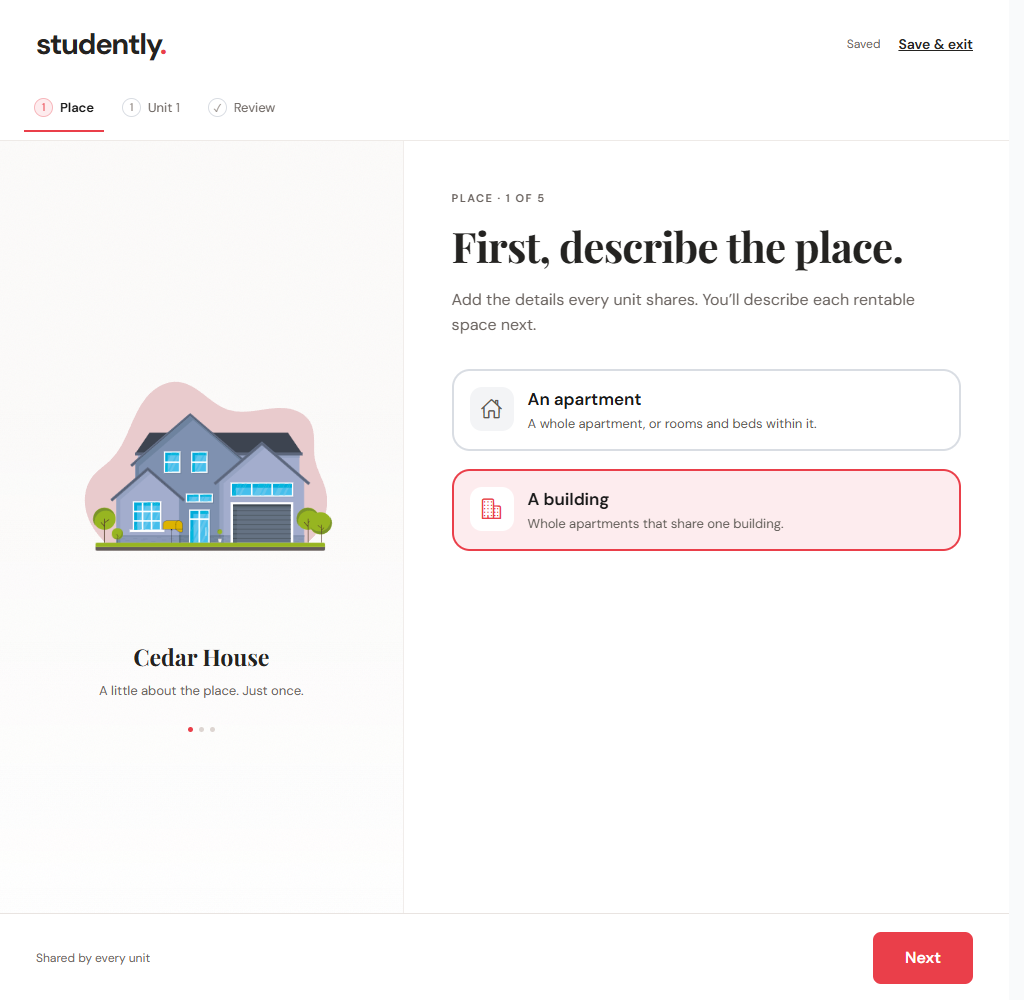 studently.
Saved
Save & exit
1 Place
1 Unit 1
✓ Review
PLACE · 1 OF 5
First, describe the place.
Add the details every unit shares. You’ll describe each rentable
space next.
An apartment
A whole apartment, or rooms and beds within it.
A building
Whole apartments that share one building.
Cedar House
A little about the place. Just once.
Shared by every unit
Next